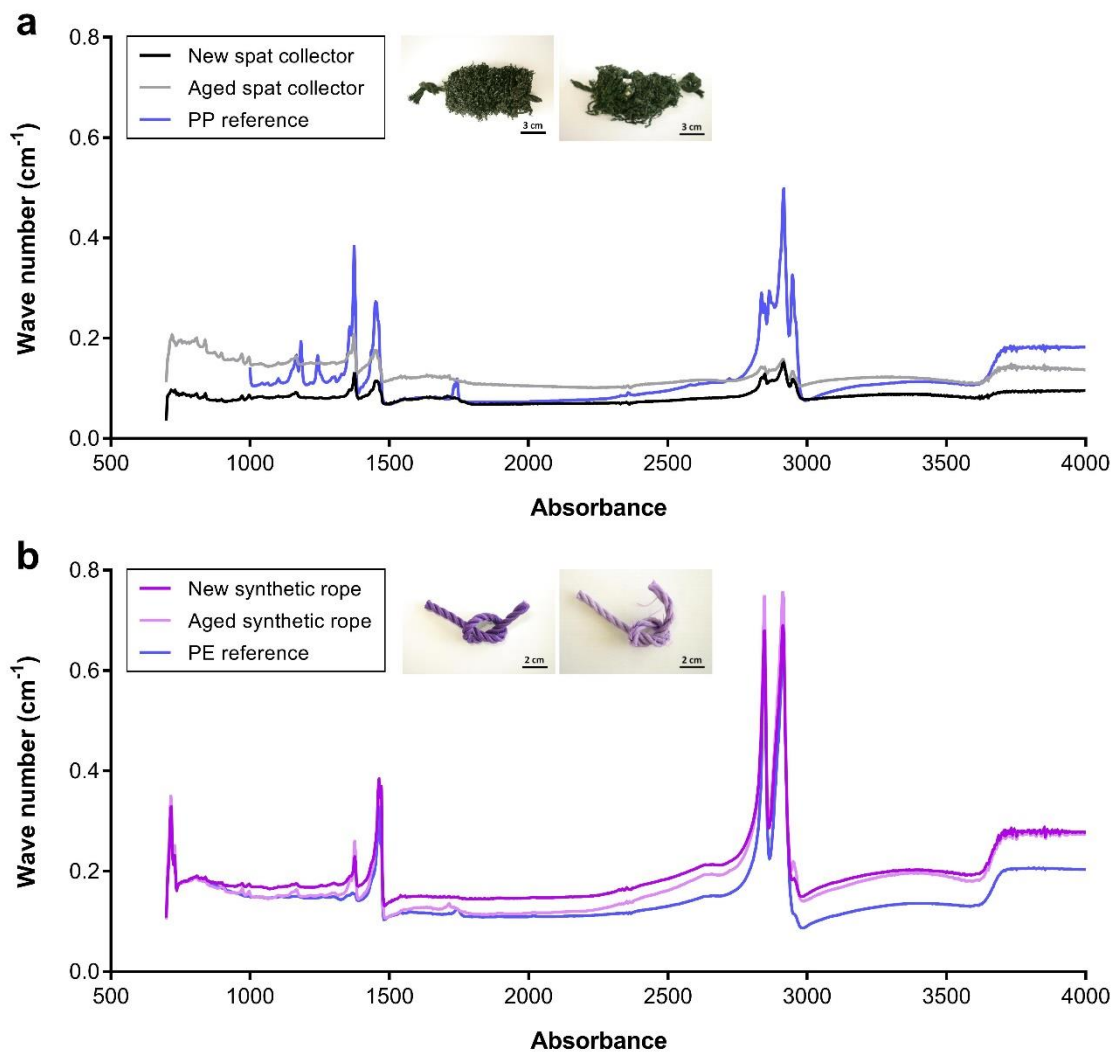 a
0.8
0.6
0.4
0.2
0.0
Wave number (cm-1)
New spat collector
Aged spat collector
PP reference
3 cm
3 cm
500 1000 1500 2000 2500 3000 3500 4000
Absorbance
b
0.8
0.6
0.4
0.2
0.0
Wave number (cm-1)
New synthetic rope
Aged synthetic rope
PE reference
2 cm
2 cm
500 1000 1500 2000 2500 3000 3500 4000
Absorbance